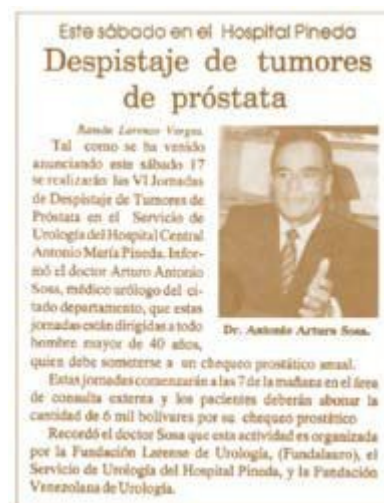 Este sábado en el Hospital Pineda
Despistaje de tumores
de próstata
Ramón Lorenzo Vargas.
Tal como se ha venido
anunciando este sábado 17
se realizarán las VI Jornadas
de Despistaje de Tumores de
Próstata en el Servicio de
Urología del Hospital Central
Antonio María Pineda. Infor-
mó el doctor Arturo Antonio
Sosa, médico urólogo del ci-
tado departamento, que estas
jornadas están dirigidas a todo
hombre mayor de 40 años,
quien debe someterse a un chequeo prostático anual.
Dr. Antonio Arturo Sosa.
Estas jornadas comenzarán a las 7 de la mañana en el área
de consulta externa y los pacientes deberán abonar la
cantidad de 6 mil bolívares por su chequeo prostático
Recordó el doctor Sosa que esta actividad es organizada
por la Fundación Larense de Urología, (Fundalauro), el
Servicio de Urología del Hospital Pineda, y la Fundación
Venezolana de Urología.